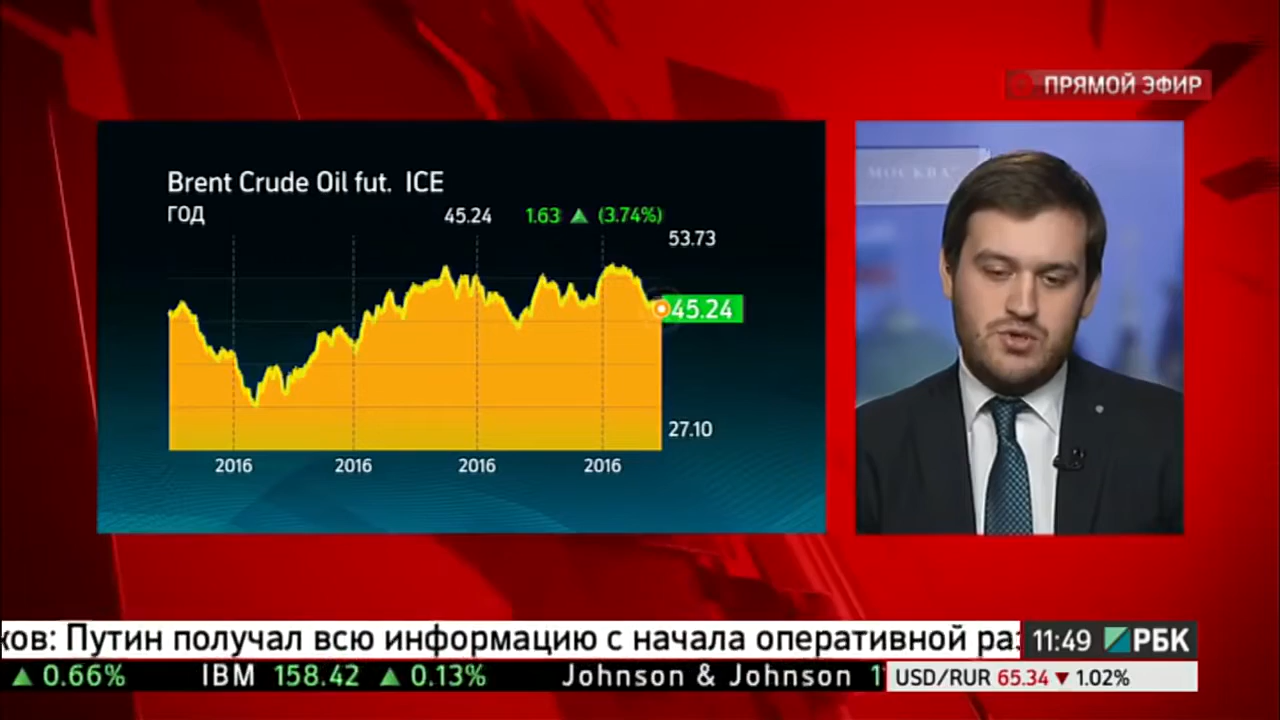 ПРЯМОЙ ЭФИР
МОСКВА
Brent Crude Oil fut. ICE
ГОД
45.24 1.63 ▲ (3.74%)
53.73
45.24
27.10
2016 2016 2016 2016
ков: Путин получал всю информацию с начала оперативной раз
11:49 РБК
▲ 0.66% IBM 158.42 ▲ 0.13% Johnson & Johnson 1
USD/RUR 65.34 ▼ 1.02%